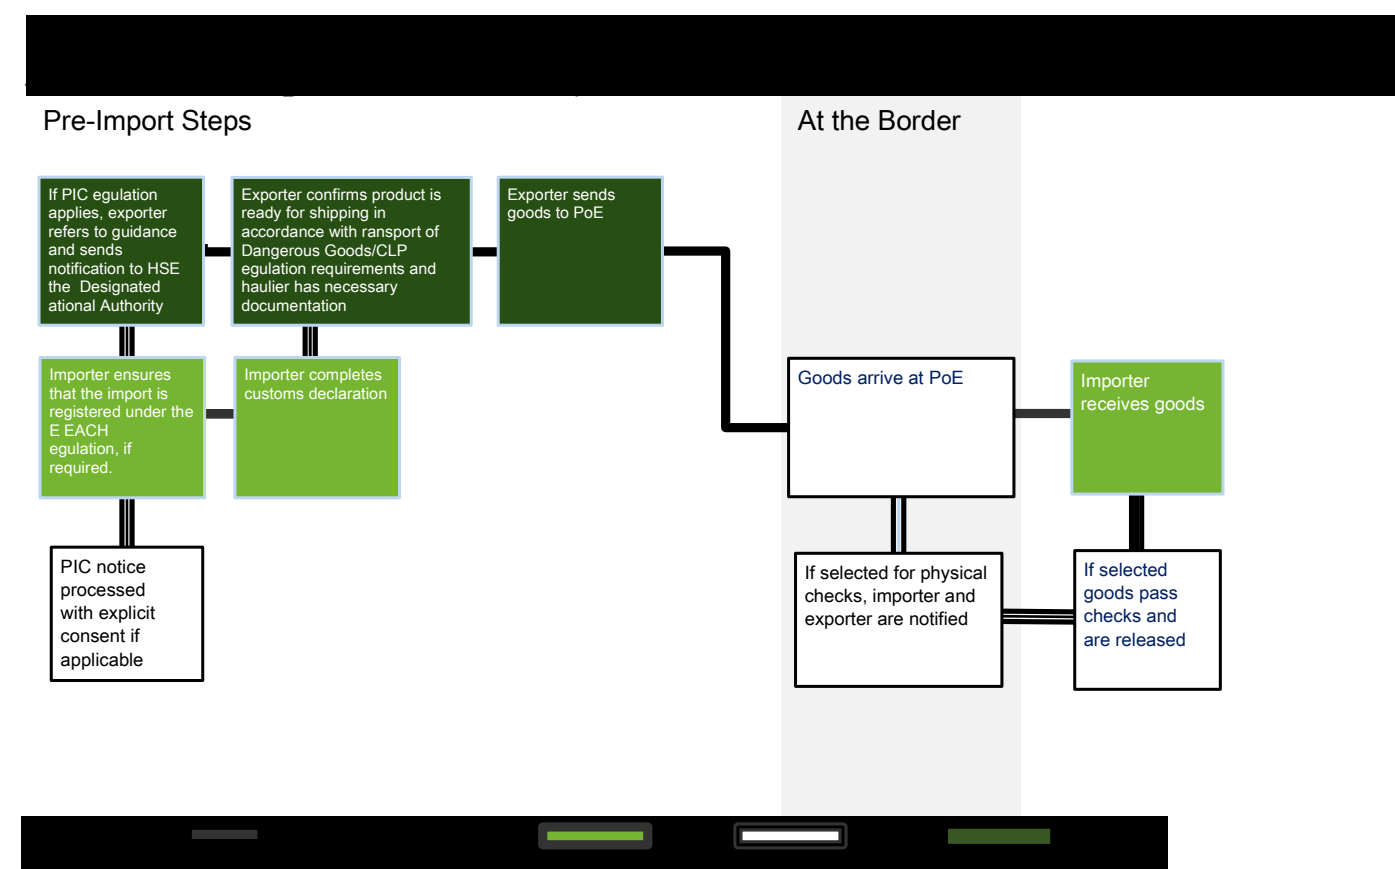 Pre-Import Steps
At the Border
If PIC egulation
applies, exporter
refers to guidance
and sends
notification to HSE
the Designated
ational Authority
Exporter confirms product is
ready for shipping in
accordance with ransport of
Dangerous Goods/CLP
egulation requirements and
haulier has necessary
documentation
Exporter sends
goods to PoE
Importer ensures
that the import is
registered under the
E EACH
egulation, if
required.
Importer completes
customs declaration
Goods arrive at PoE
Importer
receives goods
PIC notice
processed
with explicit
consent if
applicable
If selected for physical
checks, importer and
exporter are notified
If selected
goods pass
checks and
are released